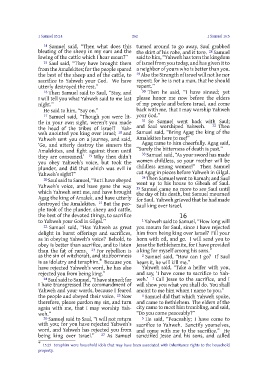 1 Samuel 15:14
1 Samuel 16:5
14 Samuel said, “Then what does this
bleating of the sheep in my ears and the
lowing of the cattle which I hear mean?”
15 Saul said, “They have brought them
from the Amalekites; for the people spared
the best of the sheep and of the cattle, to
sacrifice to Yahweh your God. We have
utterly destroyed the rest.”
16 Then Samuel said to Saul, “Stay, and
I will tell you what Yahweh said to me last
night.”
He said to him, “Say on.”
17 Samuel said, “Though you were lit-
tle in your own sight, weren’t you made
the head of the tribes of Israel? Yah-
weh anointed you king over Israel; 18 and
Yahweh sent you on a journey, and said,
‘Go, and utterly destroy the sinners the
Amalekites, and fight against them until
they are consumed.’ 19 Why then didn’t
you obey Yahweh’s voice, but took the
plunder, and did that which was evil in
Yahweh’s sight?”
20 Saul said to Samuel, “But I have obeyed
Yahweh’s voice, and have gone the way
which Yahweh sent me, and have brought
Agag the king of Amalek, and have utterly
destroyed the Amalekites. 21 But the peo-
ple took of the plunder, sheep and cattle,
the best of the devoted things, to sacrifice
to Yahweh your God in Gilgal.”
22 Samuel said, “Has Yahweh as great
delight in burnt offerings and sacrifices,
as in obeying Yahweh’s voice? Behold, to
obey is better than sacrifice, and to listen
than the fat of rams. 23 For rebellion is
as the sin of witchcraft, and stubbornness
is as idolatry and teraphim.* Because you
have rejected Yahweh’s word, he has also
rejected you from being king.”
24 Saul said to Samuel, “I have sinned; for
I have transgressed the commandment of
Yahweh and your words, because I feared
the people and obeyed their voice. 25 Now
therefore, please pardon my sin, and turn
again with me, that I may worship Yah-
weh.”
26 Samuel said to Saul, “I will not return
with you; for you have rejected Yahweh’s
word, and Yahweh has rejected you from
being king over Israel.” 27 As Samuel
turned around to go away, Saul grabbed
the skirt of his robe, and it tore. 28 Samuel
said to him, “Yahweh has torn the kingdom
of Israel from you today, and has given it to
a neighbor of yours who is better than you.
29 Also the Strength of Israel will not lie nor
repent; for he is not a man, that he should
repent.”
30 Then he said, “I have sinned; yet
please honor me now before the elders
of my people and before Israel, and come
back with me, that I may worship Yahweh
your God.”
31 So Samuel went back with Saul;
and Saul worshiped Yahweh. 32 Then
Samuel said, “Bring Agag the king of the
Amalekites here to me!”
Agag came to him cheerfully. Agag said,
“Surely the bitterness of death is past.”
33 Samuel said, “As your sword has made
women childless, so your mother will be
childless among women!” Then Samuel
cut Agag in pieces before Yahweh in Gilgal.
34 Then Samuel went to Ramah; and Saul
went up to his house to Gibeah of Saul.
35 Samuel came no more to see Saul until
the day of his death, but Samuel mourned
for Saul. Yahweh grieved that he had made
Saul king over Israel.
16
1 Yahweh said to Samuel, “How long will
you mourn for Saul, since I have rejected
him from being king over Israel? Fill your
horn with oil, and go. I will send you to
Jesse the Bethlehemite, for I have provided
a king for myself among his sons.”
2 Samuel said, “How can I go? If Saul
hears it, he will kill me.”
Yahweh said, “Take a heifer with you,
and say, ‘I have come to sacrifice to Yah-
weh.’ 3 Call Jesse to the sacrifice, and I
will show you what you shall do. You shall
anoint to me him whom I name to you.”
4 Samuel did that which Yahweh spoke,
and came to Bethlehem. The elders of the
city came to meet him trembling, and said,
“Do you come peaceably?”
5 He said, “Peaceably; I have come to
sacrifice to Yahweh. Sanctify yourselves,
and come with me to the sacrifice.” He
sanctified Jesse and his sons, and called
* 15:23 teraphim were household idols that may have been associated with inheritance rights to the household
property.